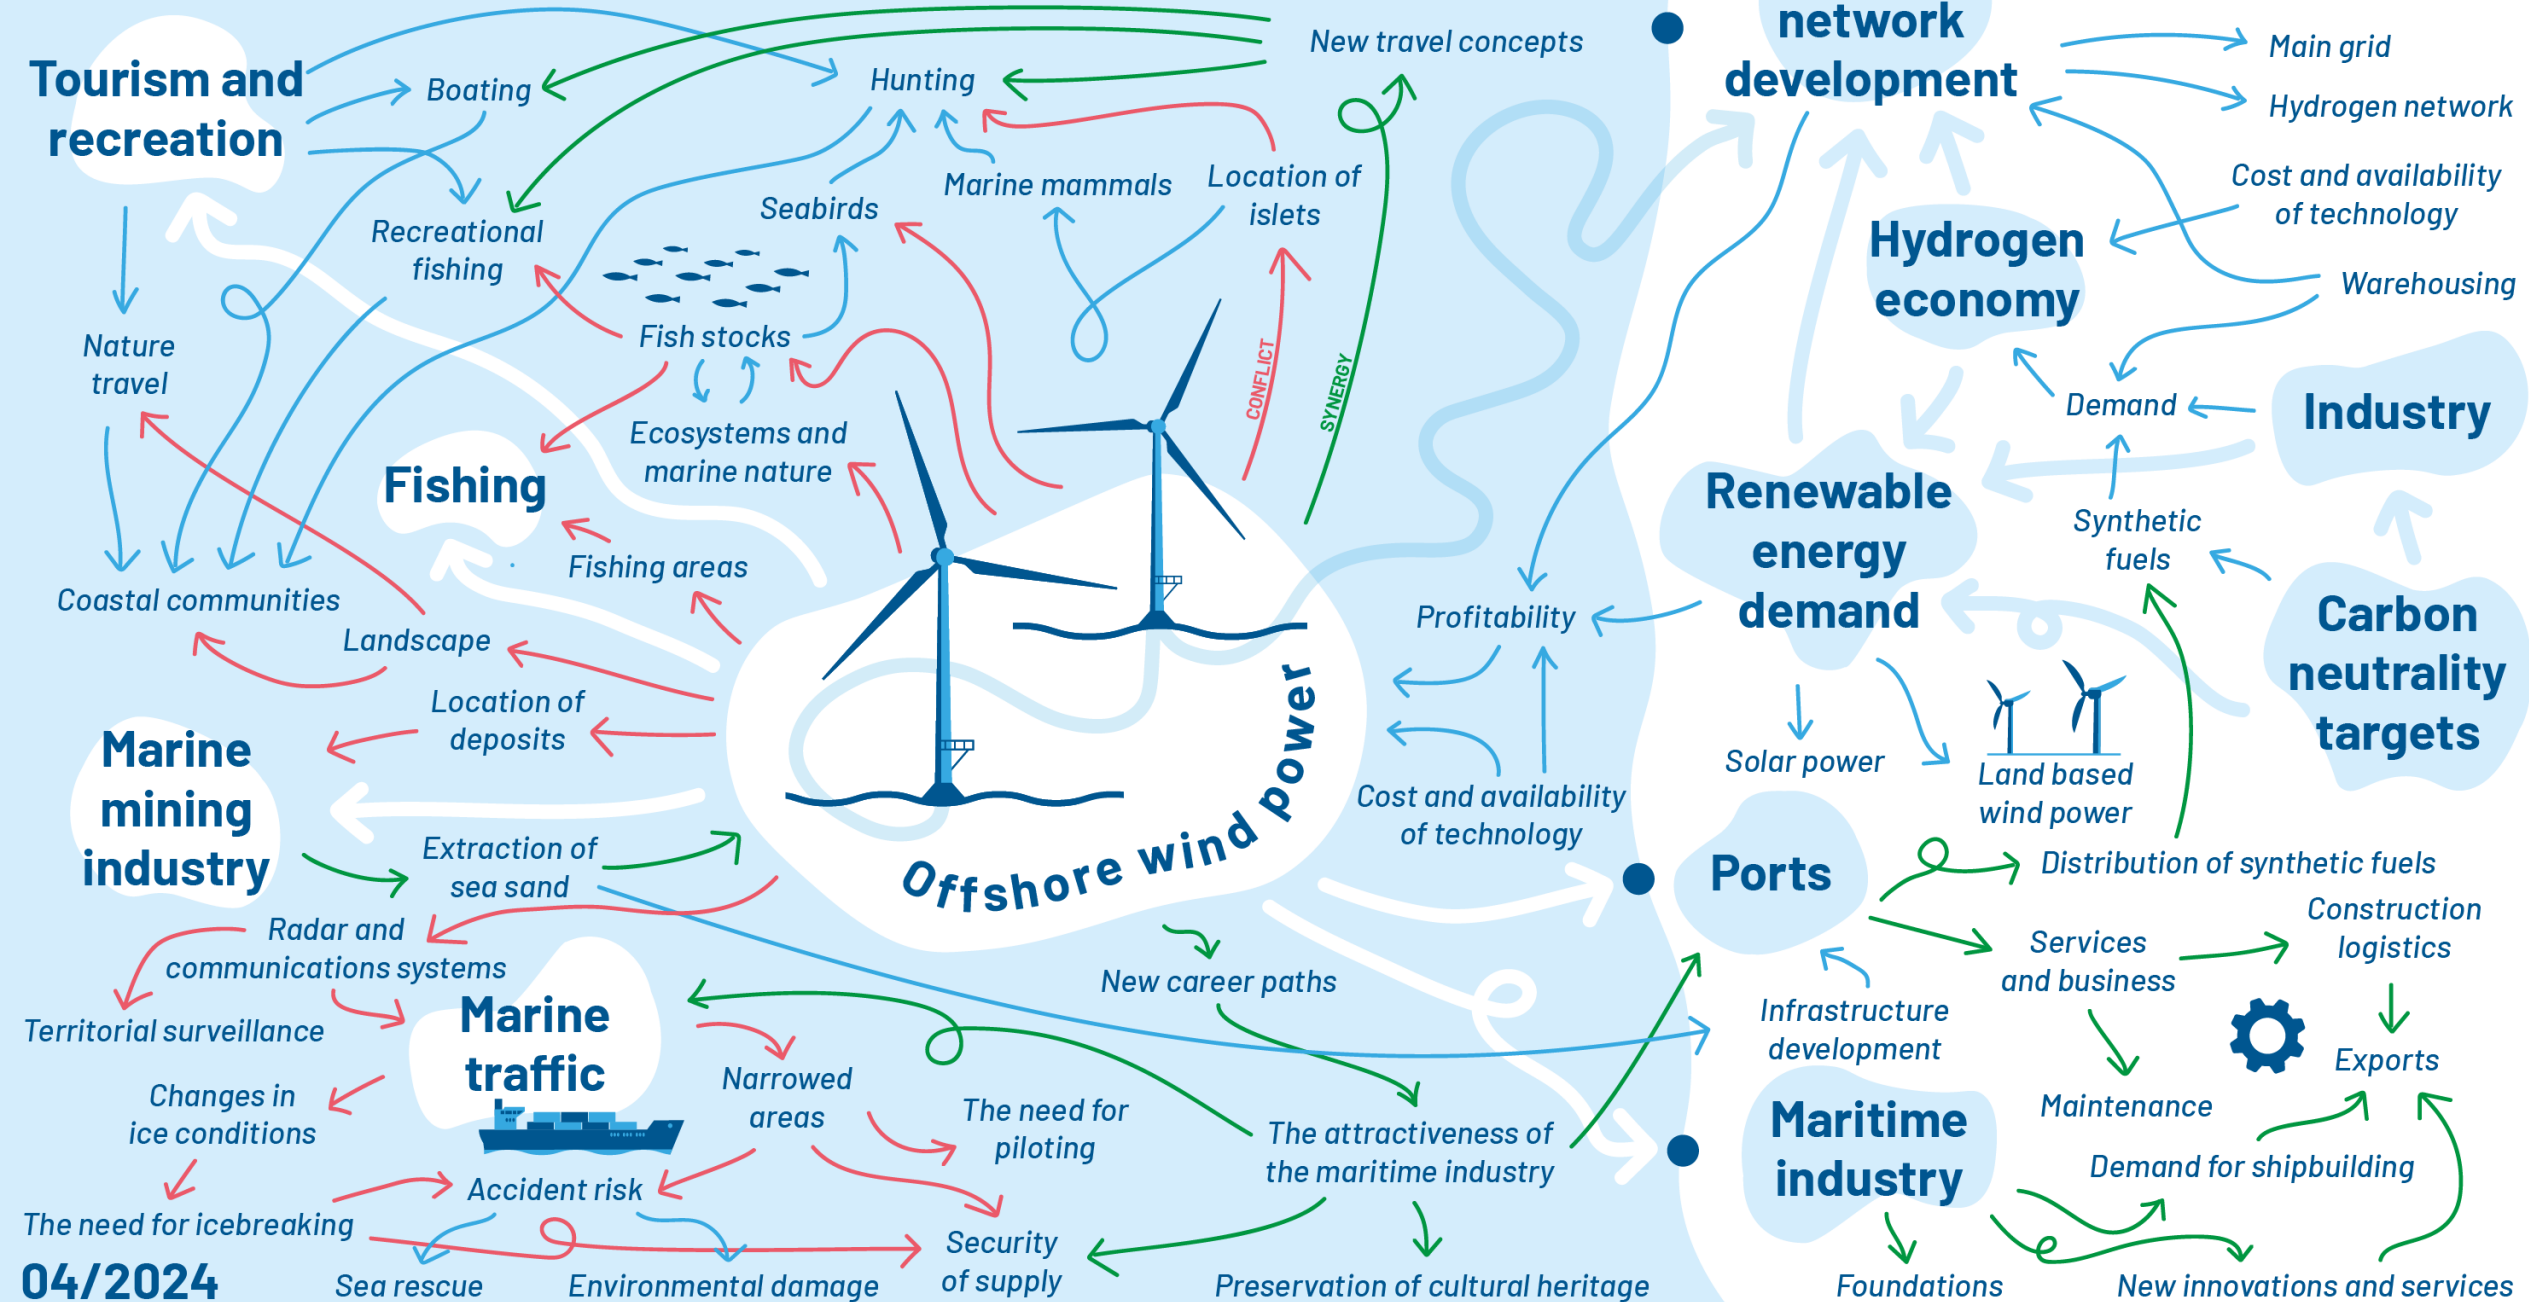 Tourism and
recreation
Boating
Hunting
New travel concepts
Recreational
fishing
Seabirds
Marine mammals
Location of
islets
Nature
travel
Fish stocks
Ecosystems and
marine nature
CONFLICT
SYNERGY
Fishing
Fishing areas
Coastal communities
Landscape
Location of
deposits
Marine
mining
industry
Extraction of
sea sand
Radar and
communications systems
Territorial surveillance
Marine
traffic
Changes in
ice conditions
The need for icebreaking
Accident risk
Narrowed
areas
The need for
piloting
Sea rescue
Environmental damage
Security
of supply
04/2024
Offshore wind power
New career paths
The attractiveness of
the maritime industry
Preservation of cultural heritage
Profitability
Cost and availability
of technology
network
development
Main grid
Hydrogen network
Cost and availability
of technology
Warehousing
Hydrogen
economy
Demand
Industry
Renewable
energy
demand
Synthetic
fuels
Carbon
neutrality
targets
Solar power
Land based
wind power
Ports
Distribution of synthetic fuels
Services
and business
Construction
logistics
Infrastructure
development
Exports
Maintenance
Maritime
industry
Demand for shipbuilding
Foundations
New innovations and services